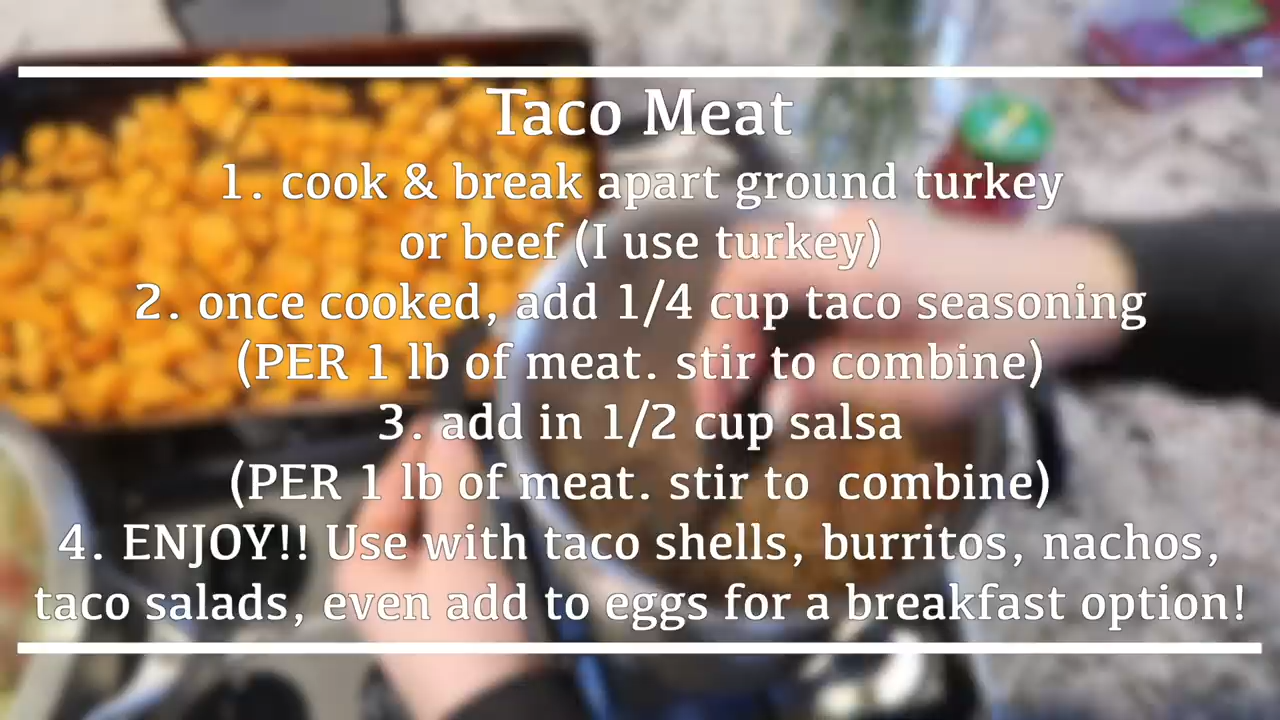 Taco Meat
1. cook & break apart ground turkey
or beef (I use turkey)
2. once cooked, add 1/4 cup taco seasoning
(PER 1 lb of meat. stir to combine)
3. add in 1/2 cup salsa
(PER 1 lb of meat. stir to  combine)
4. ENJOY!! Use with taco shells, burritos, nachos,
taco salads, even add to eggs for a breakfast option!